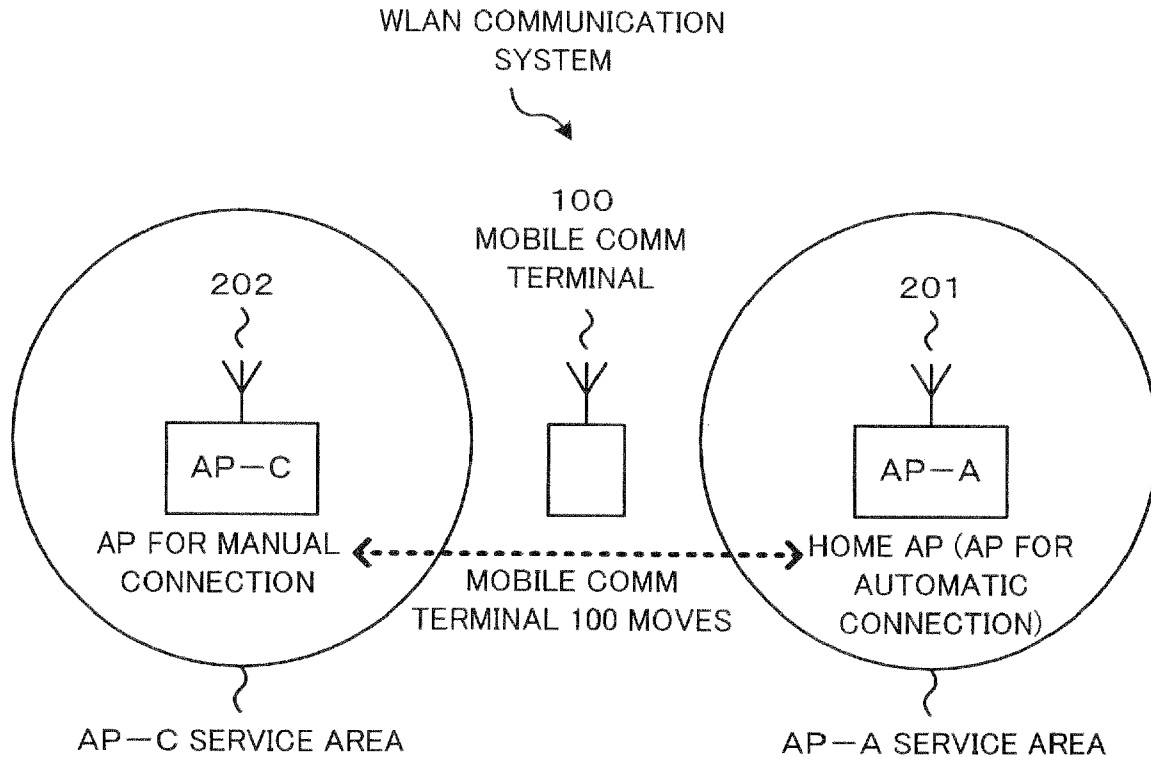 WLAN COMMUNICATION
SYSTEM
100
MOBILE COMM
TERMINAL
202
201
AP−C
AP−A
AP FOR MANUAL
CONNECTION
HOME AP (AP FOR
AUTOMATIC
CONNECTION)
MOBILE COMM
TERMINAL 100 MOVES
AP−C SERVICE AREA
AP−A SERVICE AREA